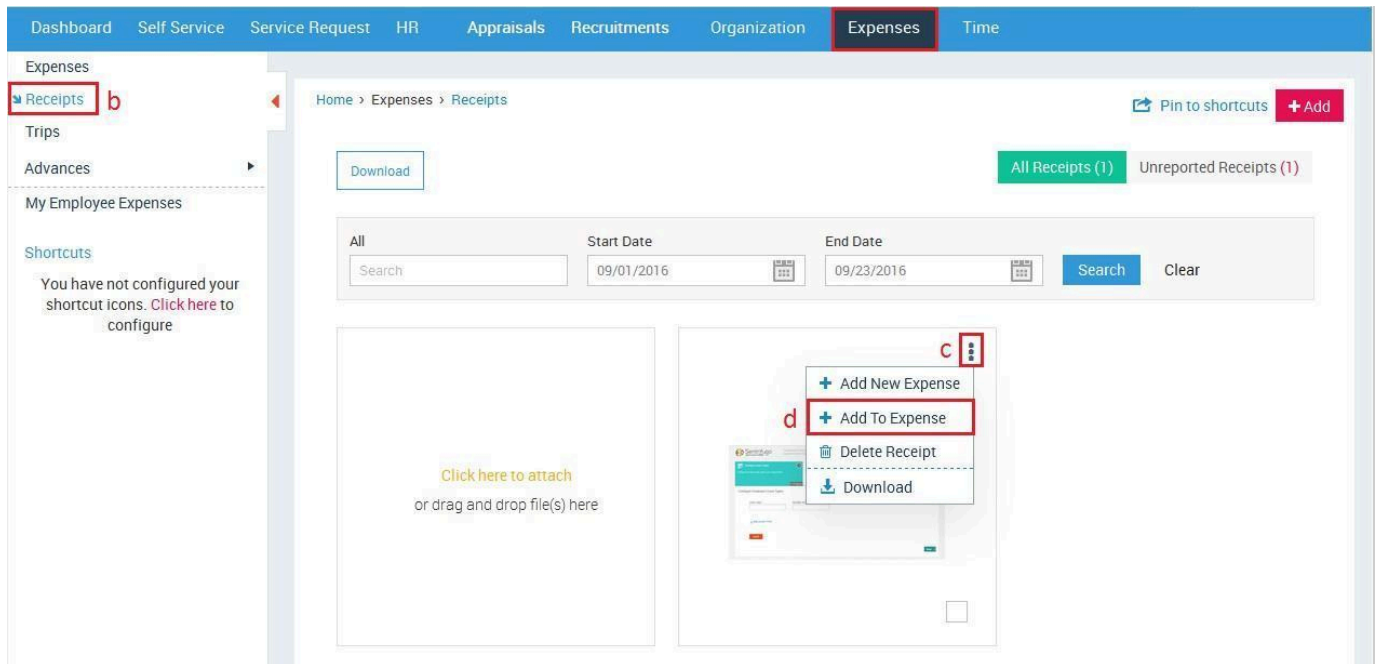 Dashboard Self Service Service Request HR Appraisals Recruitments Organization Expenses Time
Expenses
Receipts b
Trips
Advances
My Employee Expenses
Shortcuts
You have not configured your
shortcut icons. Click here to
configure
Home > Expenses > Receipts
Pin to shortcuts
+ Add
Download
All Receipts (1) Unreported Receipts (1)
All Start Date End Date
Search 09/01/2016 09/23/2016 Search Clear
Click here to attach
or drag and drop file(s) here
c
+ Add New Expense
d + Add To Expense
Delete Receipt
Download